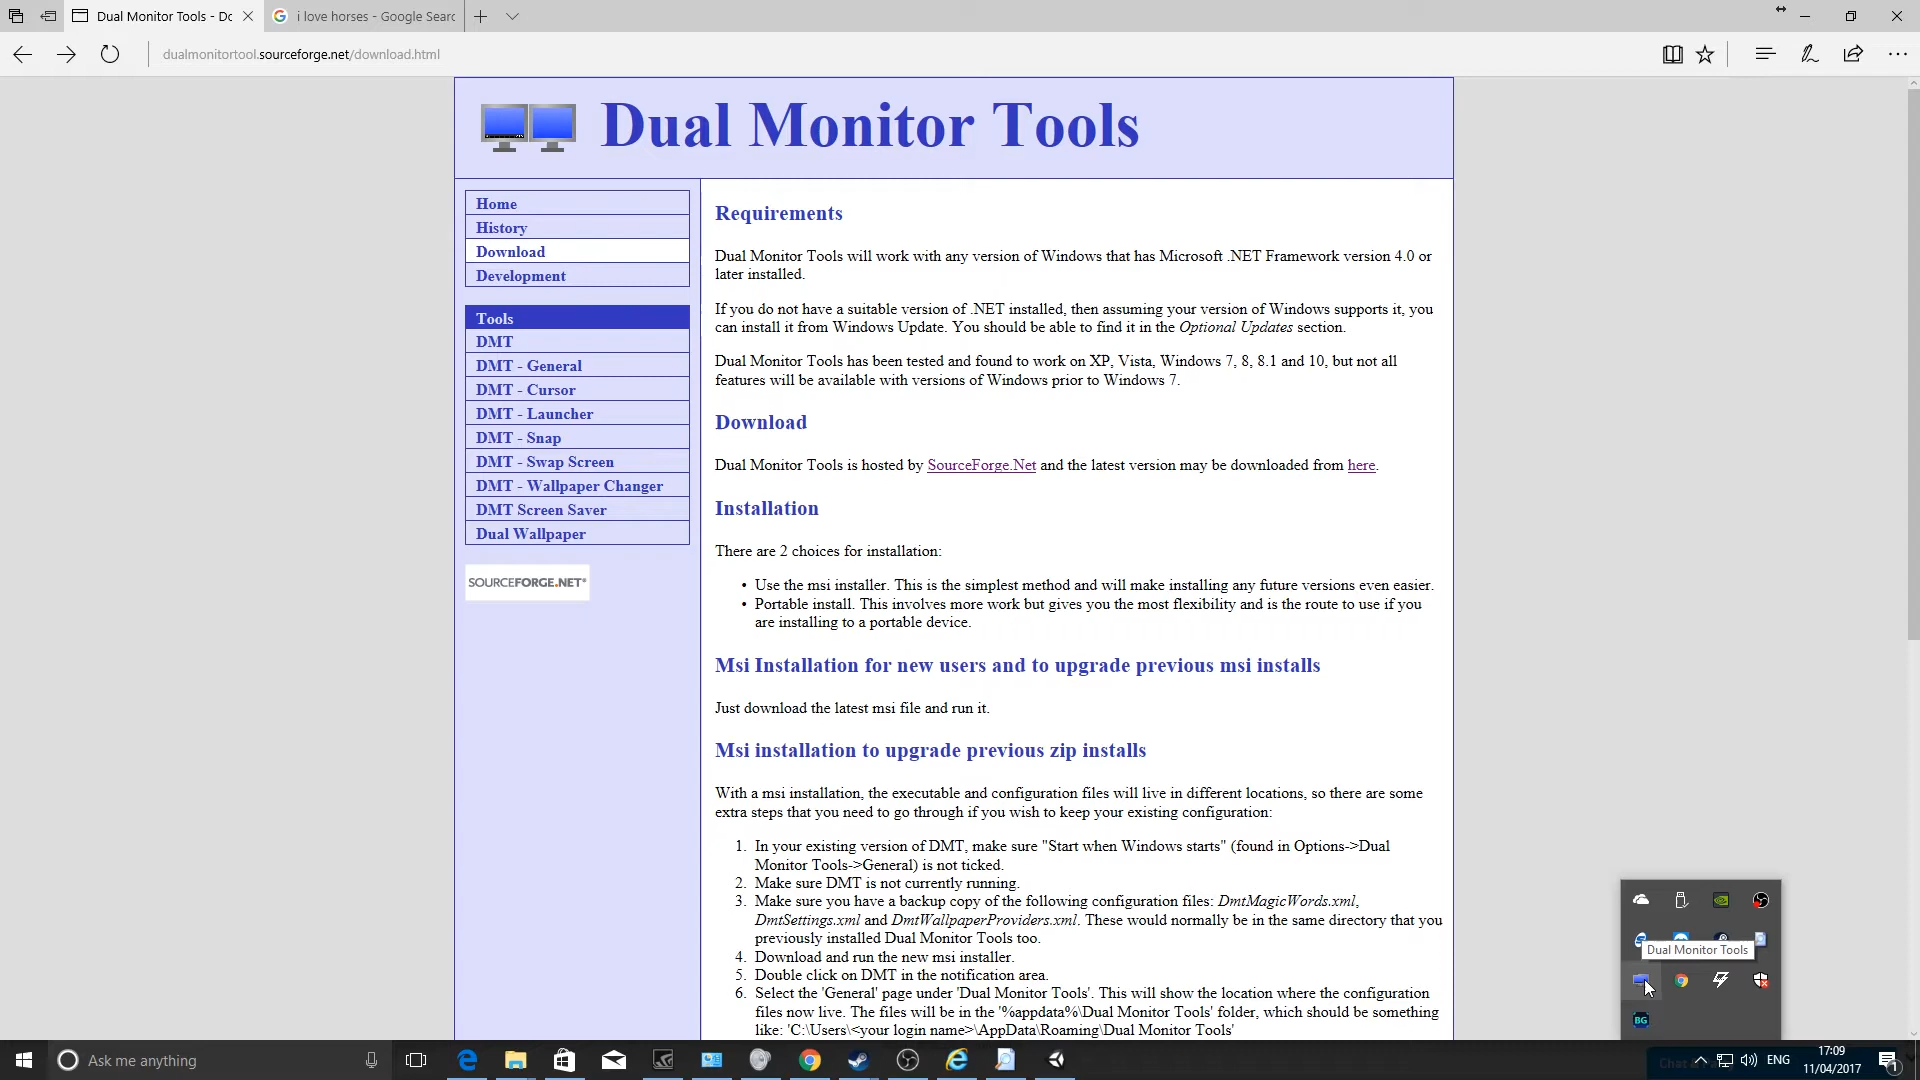 Dual Monitor Tools - Dc
i love horses - Google Searc
dualmonitortool.sourceforge.net/download.html
Dual Monitor Tools
Home
History
Download
Development
Tools
DMT
DMT - General
DMT - Cursor
DMT - Launcher
DMT - Snap
DMT - Swap Screen
DMT - Wallpaper Changer
DMT Screen Saver
Dual Wallpaper
SOURCEFORGE.NET®
Requirements
Dual Monitor Tools will work with any version of Windows that has Microsoft .NET Framework version 4.0 or
later installed.
If you do not have a suitable version of .NET installed, then assuming your version of Windows supports it, you
can install it from Windows Update. You should be able to find it in the Optional Updates section.
Dual Monitor Tools has been tested and found to work on XP, Vista, Windows 7, 8, 8.1 and 10, but not all
features will be available with versions of Windows prior to Windows 7.
Download
Dual Monitor Tools is hosted by SourceForge.Net and the latest version may be downloaded from here.
Installation
There are 2 choices for installation:
• Use the msi installer. This is the simplest method and will make installing any future versions even easier.
• Portable install. This involves more work but gives you the most flexibility and is the route to use if you
are installing to a portable device.
Msi Installation for new users and to upgrade previous msi installs
Just download the latest msi file and run it.
Msi installation to upgrade previous zip installs
With a msi installation, the executable and configuration files will live in different locations, so there are some
extra steps that you need to go through if you wish to keep your existing configuration:
1. In your existing version of DMT, make sure "Start when Windows starts" (found in Options->Dual
Monitor Tools->General) is not ticked.
2. Make sure DMT is not currently running.
3. Make sure you have a backup copy of the following configuration files: DmtMagicWords.xml,
DmtSettings.xml and DmtWallpaperProviders.xml. These would normally be in the same directory that you
previously installed Dual Monitor Tools too.
4. Download and run the new msi installer.
5. Double click on DMT in the notification area.
6. Select the 'General' page under 'Dual Monitor Tools'. This will show the location where the configuration
files now live. The files will be in the '%appdata%\Dual Monitor Tools' folder, which should be something
like: 'C:\Users\<your login name>\AppData\Roaming\Dual Monitor Tools'
Dual Monitor Tools
BG
Ask me anything
ENG
17:09
11/04/2017
1